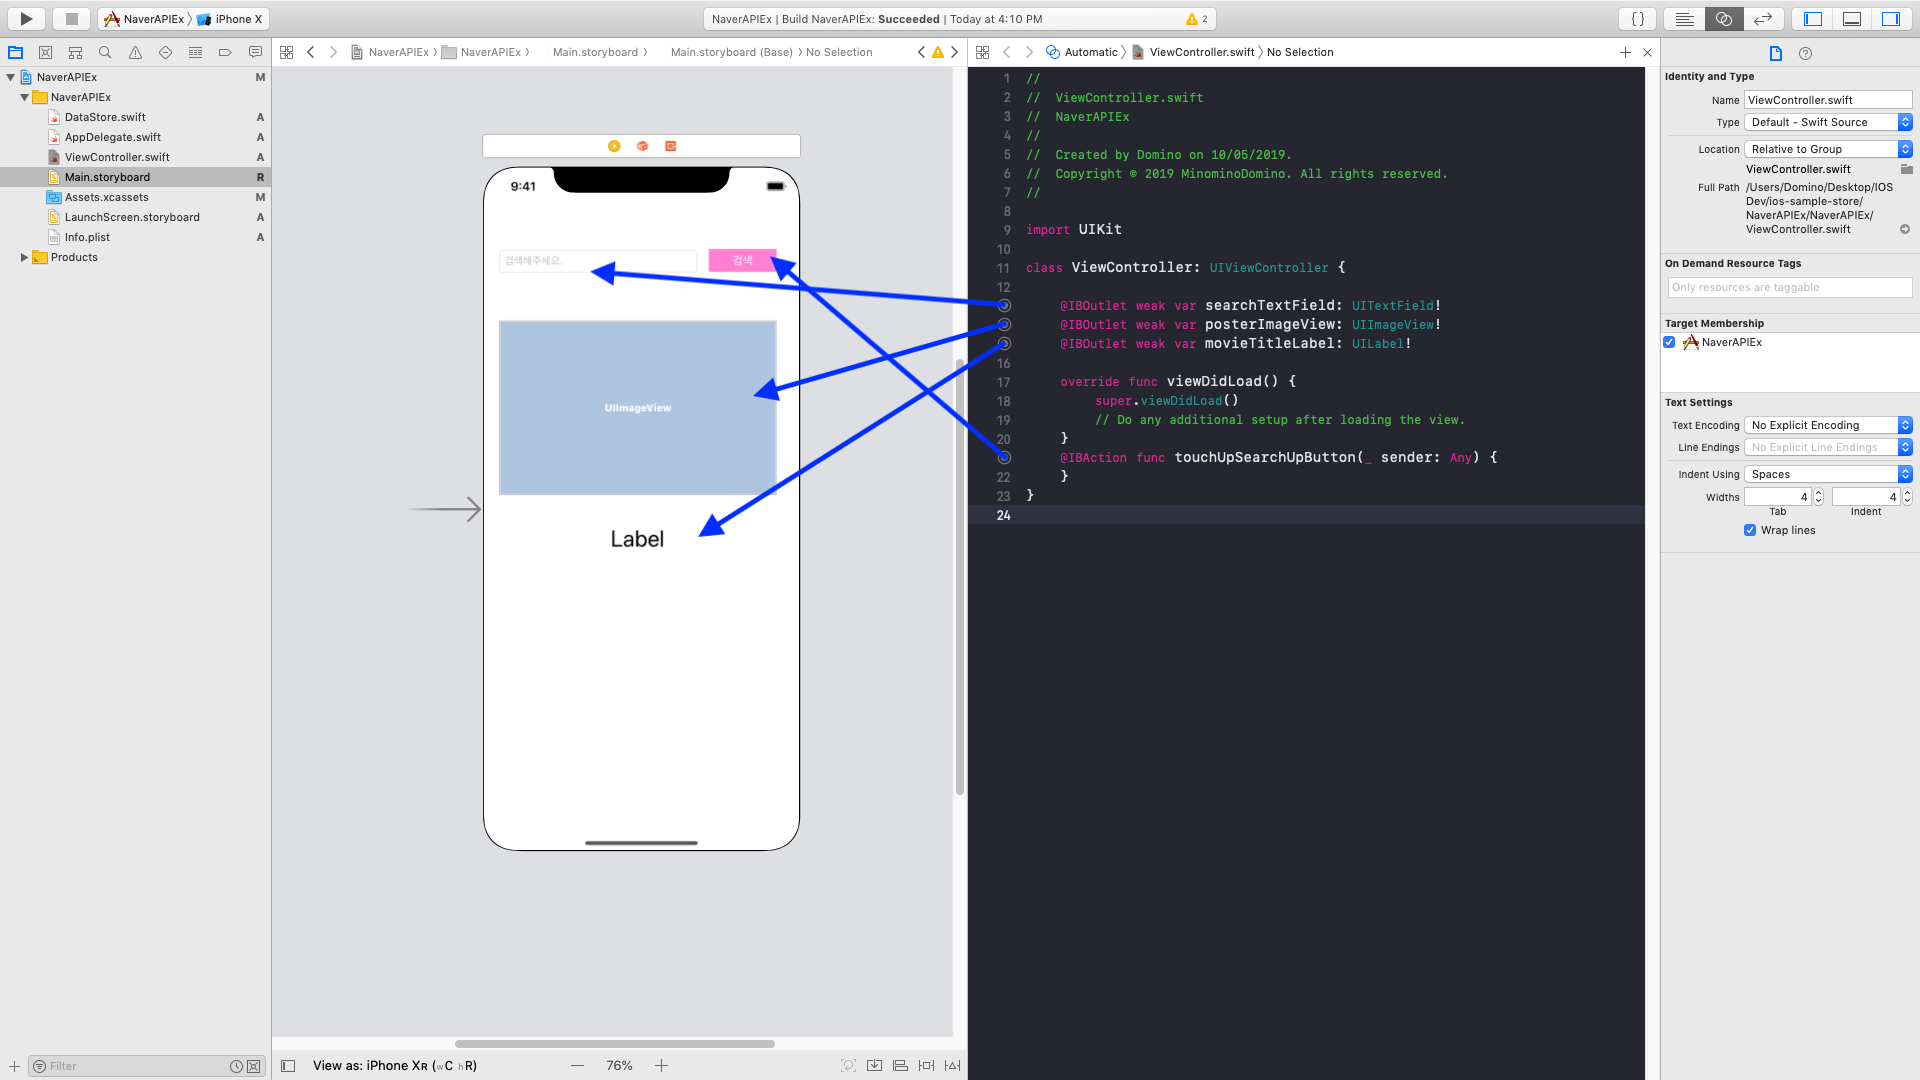 NaverAPIEx 〉 iPhone X
NaverAPIEx | Build NaverAPIEx: Succeeded | Today at 4:10 PM
2
{ }
NaverAPIEx 〉 NaverAPIEx 〉 Main.storyboard 〉 Main.storyboard (Base) 〉 No Selection
Automatic 〉 ViewController.swift 〉 No Selection
NaverAPIEx M
NaverAPIEx
DataStore.swift A
AppDelegate.swift A
ViewController.swift A
Main.storyboard R
Assets.xcassets M
LaunchScreen.storyboard A
Info.plist A
Products
Filter
9:41
검색해주세요.
검색
UIImageView
Label
View as: iPhone XR (wC hR)
76%
1 //
2 //  ViewController.swift
3 //  NaverAPIEx
4 //
5 //  Created by Domino on 10/05/2019.
6 //  Copyright © 2019 MinominoDomino. All rights reserved.
7 //
8
9 import UIKit
10
11 class ViewController: UIViewController {
12
@IBOutlet weak var searchTextField: UITextField!
@IBOutlet weak var posterImageView: UIImageView!
@IBOutlet weak var movieTitleLabel: UILabel!
16
17 override func viewDidLoad() {
18 super.viewDidLoad()
19 // Do any additional setup after loading the view.
20 }
@IBAction func touchUpSearchUpButton(_ sender: Any) {
22 }
23 }
24
Identity and Type
Name ViewController.swift
Type Default - Swift Source
Location Relative to Group
ViewController.swift
Full Path /Users/Domino/Desktop/IOS
Dev/ios-sample-store/
NaverAPIEx/NaverAPIEx/
ViewController.swift
On Demand Resource Tags
Only resources are taggable
Target Membership
NaverAPIEx
Text Settings
Text Encoding No Explicit Encoding
Line Endings No Explicit Line Endings
Indent Using Spaces
Widths 4 4
Tab Indent
Wrap lines